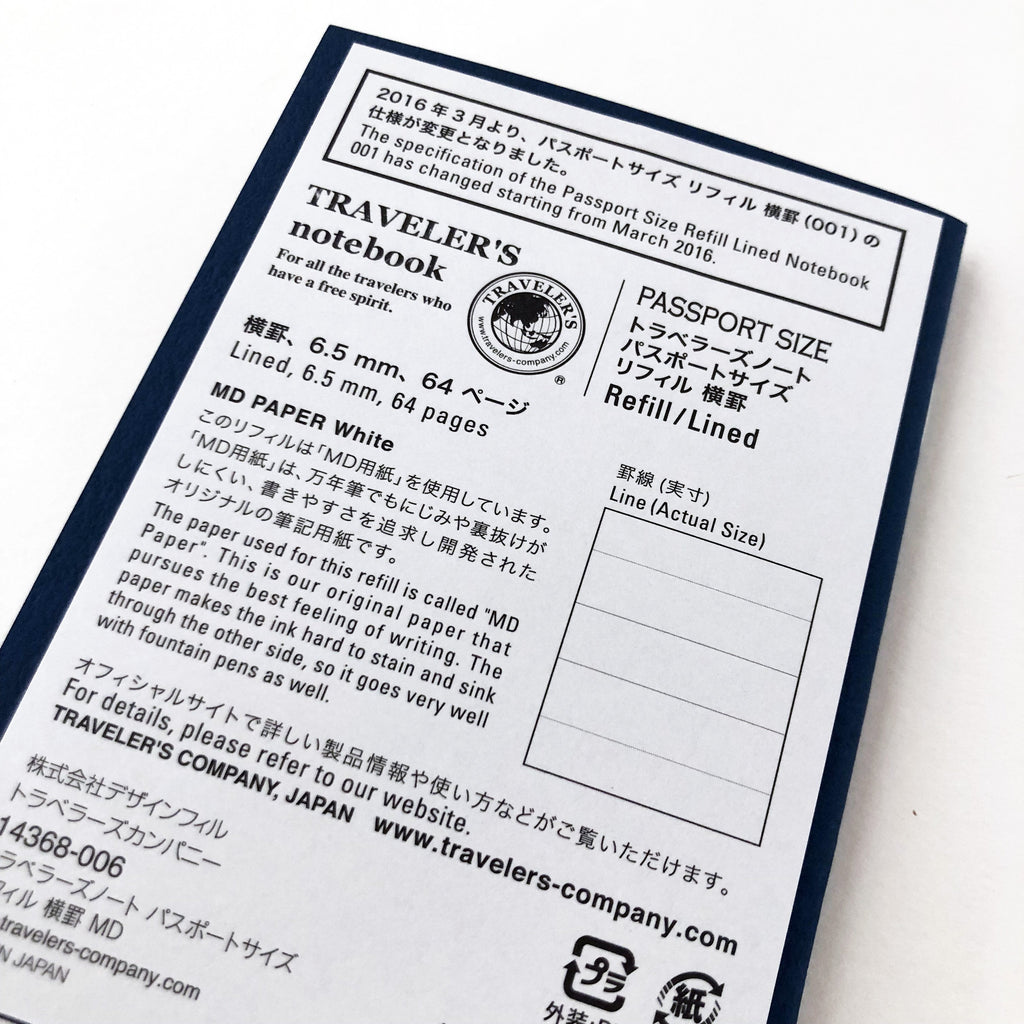 2016年3月より、パスポートサイズ リフィル 横罫(001)の
仕様が変更となりました。
The specification of the Passport Size Refill Lined Notebook
001 has changed starting from March 2016.
TRAVELER'S
notebook
For all the travelers who
have a free spirit.
TRAVELER'S
www.travelers-company.com
®
PASSPORT SIZE
トラベラーズノート
パスポートサイズ
リフィル 横罫
Refill/Lined
横罫、6.5 mm、64 ページ
Lined, 6.5 mm, 64 pages
MD PAPER White
このリフィルは「MD用紙」を使用しています。
「MD用紙」は、万年筆でもにじみや裏抜けが
しにくい、書きやすさを追求し開発された
オリジナルの筆記用紙です。
The paper used for this refill is called "MD
Paper". This is our original paper that
pursues the best feeling of writing. The
paper makes the ink hard to stain and sink
through the other side, so it goes very well
with fountain pens as well.
罫線 (実寸)
Line (Actual Size)
オフィシャルサイトで詳しい製品情報や使い方などがご覧いただけます。
For details, please refer to our website.
TRAVELER'S COMPANY, JAPAN www.travelers-company.com
株式会社デザインフィル
トラベラーズカンパニー
14368-006
ラベラーズノート パスポートサイズ
ィル 横罫 MD
travelers-company.com
N JAPAN
プラ
紙
外装: